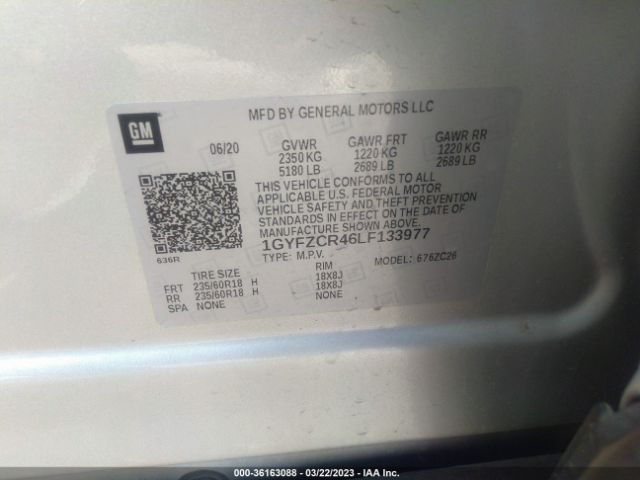 GM
MFD BY GENERAL MOTORS LLC
06/20 GVWR GAWR FRT GAWR RR
2350 KG 1220 KG 1220 KG
5180 LB 2689 LB 2689 LB
THIS VEHICLE CONFORMS TO ALL
APPLICABLE U.S. FEDERAL MOTOR
VEHICLE SAFETY AND THEFT PREVENTION
STANDARDS IN EFFECT ON THE DATE OF
MANUFACTURE SHOWN ABOVE.
1GYFZCR46LF133977
636R
TYPE: M.P.V. MODEL: 676ZC26
TIRE SIZE RIM
FRT 235/60R18 H 18X8J
RR 235/60R18 H 18X8J
SPA NONE NONE
Stock No: 36163088 - 03/22/2023 - IAA Inc.